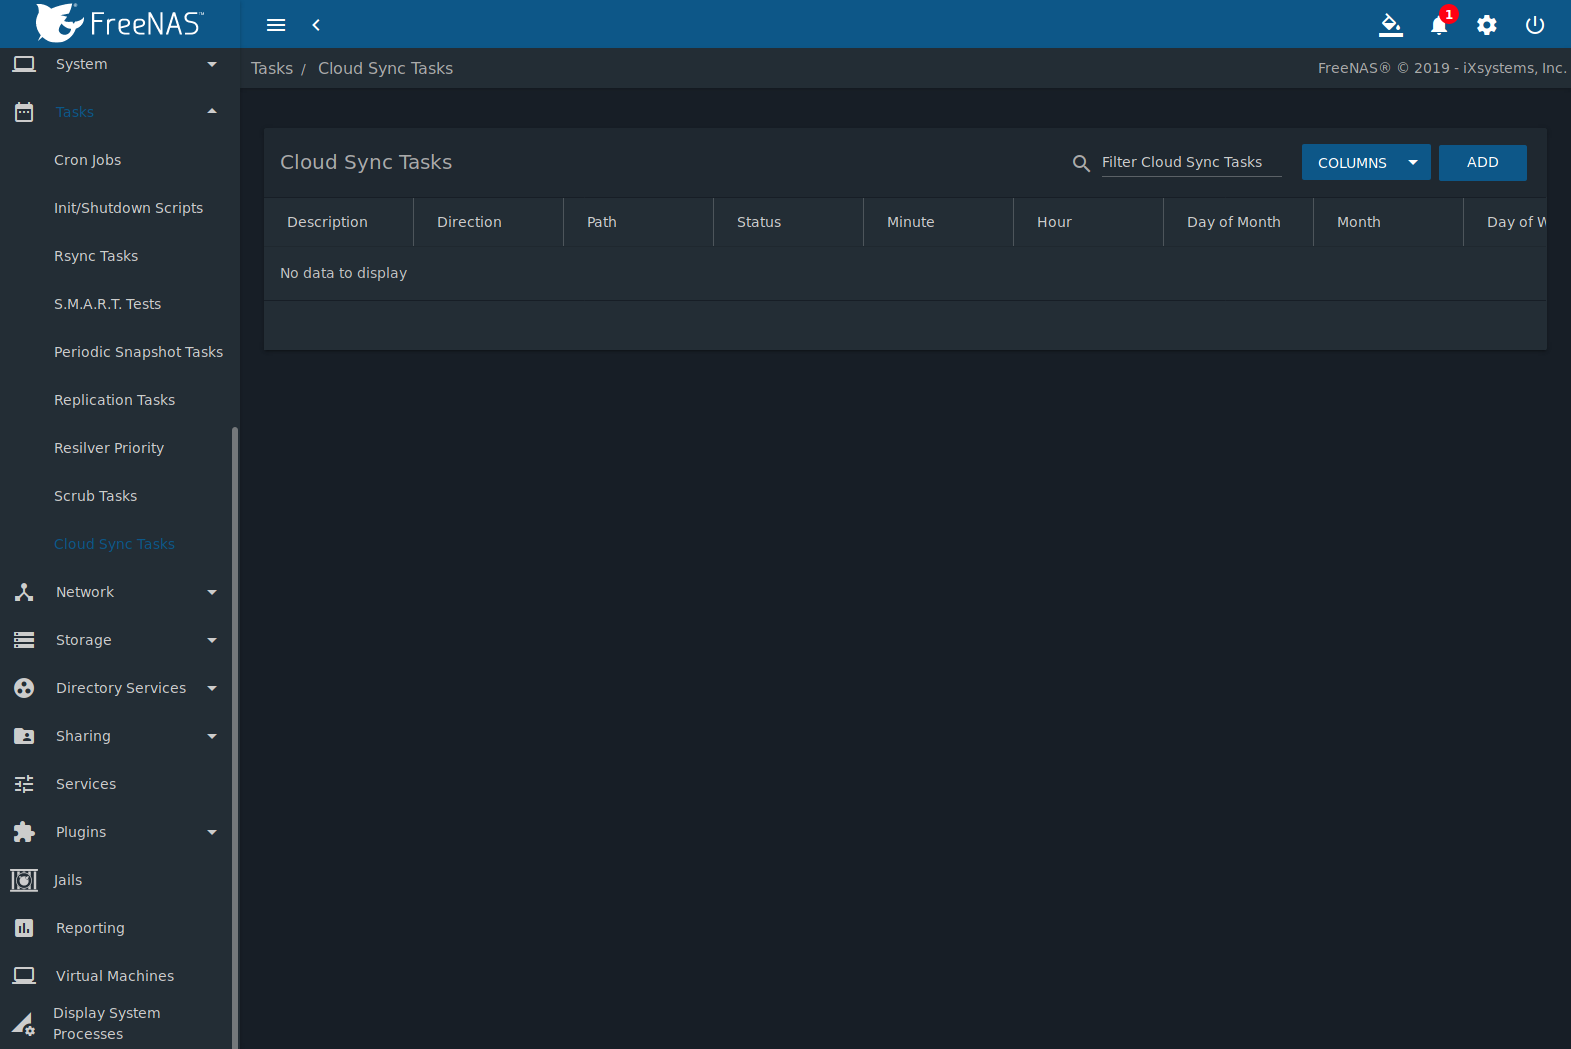 FreeNAS™
1
Tasks / Cloud Sync Tasks
FreeNAS® © 2019 - iXsystems, Inc.
System
Tasks
Cron Jobs
Init/Shutdown Scripts
Rsync Tasks
S.M.A.R.T. Tests
Periodic Snapshot Tasks
Replication Tasks
Resilver Priority
Scrub Tasks
Cloud Sync Tasks
Network
Storage
Directory Services
Sharing
Services
Plugins
Jails
Reporting
Virtual Machines
Display System
Processes
Cloud Sync Tasks
Filter Cloud Sync Tasks
COLUMNS
ADD
Description Direction Path Status Minute Hour Day of Month Month Day of W
No data to display